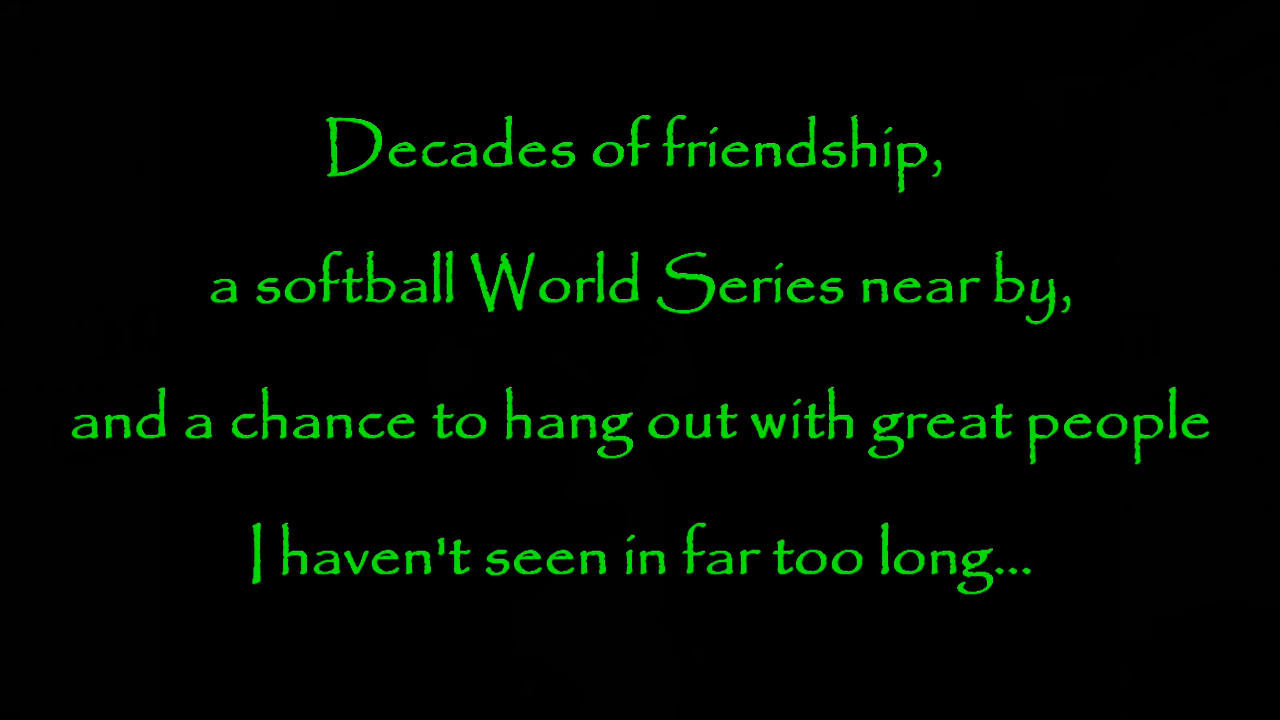 Decades of friendship,
a softball World Series near by,
and a chance to hang out with great people
I haven't seen in far too long...